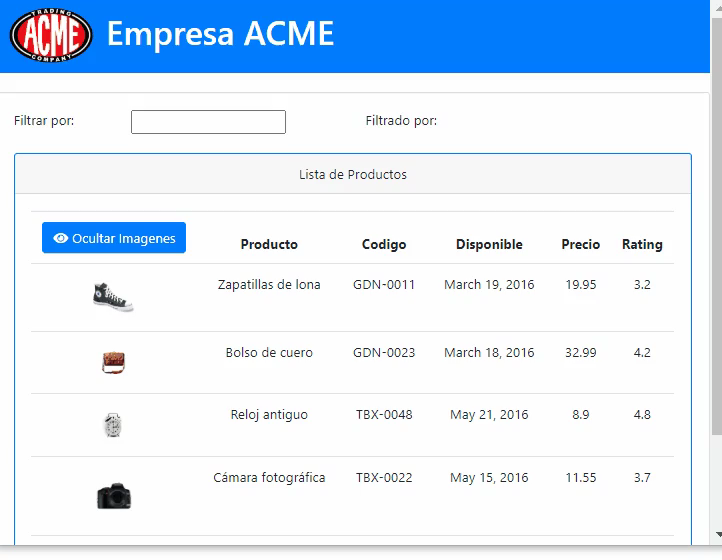 TRADING
ACME
COMPANY
Empresa ACME
Filtrar por:
Filtrado por:
Lista de Productos
Ocultar Imagenes Producto Codigo Disponible Precio Rating
Zapatillas de lona GDN-0011 March 19, 2016 19.95 3.2
Bolso de cuero GDN-0023 March 18, 2016 32.99 4.2
Reloj antiguo TBX-0048 May 21, 2016 8.9 4.8
Cámara fotográfica TBX-0022 May 15, 2016 11.55 3.7